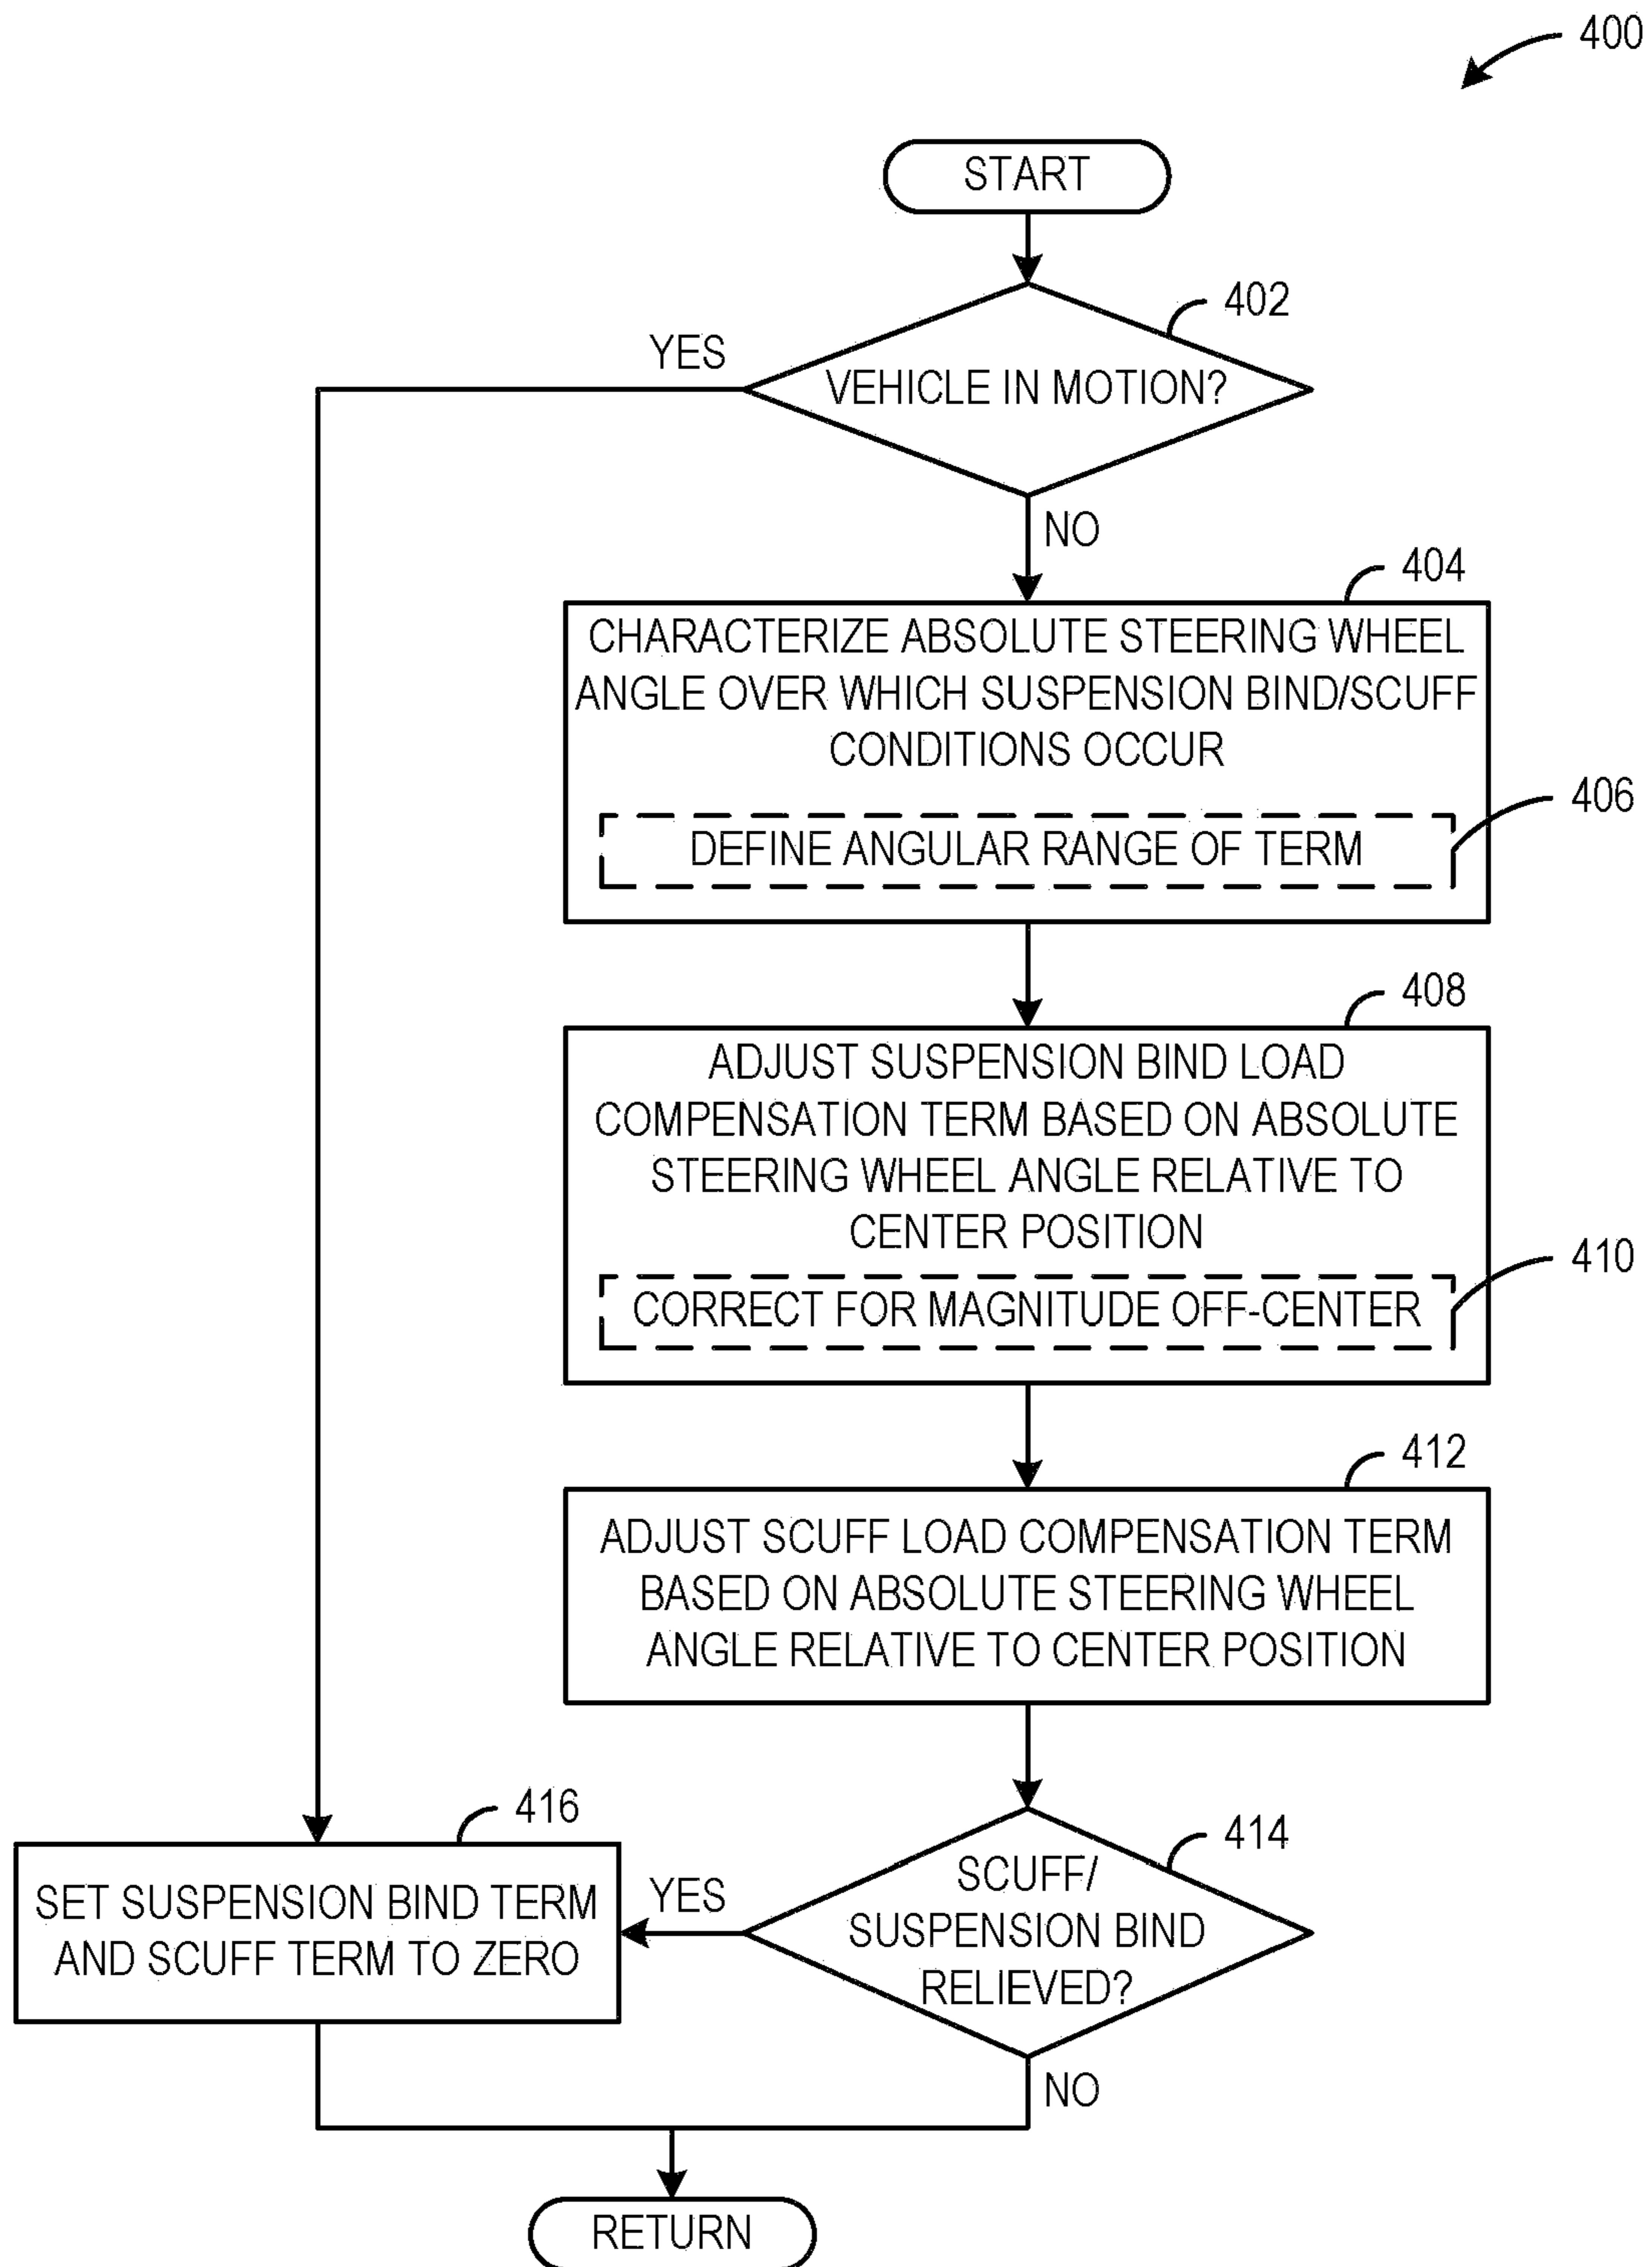 400
START
402
YES
VEHICLE IN MOTION?
NO
404
CHARACTERIZE ABSOLUTE STEERING WHEEL
ANGLE OVER WHICH SUSPENSION BIND/SCUFF
CONDITIONS OCCUR
406
DEFINE ANGULAR RANGE OF TERM
408
ADJUST SUSPENSION BIND LOAD
COMPENSATION TERM BASED ON ABSOLUTE
STEERING WHEEL ANGLE RELATIVE TO
CENTER POSITION
410
CORRECT FOR MAGNITUDE OFF-CENTER
412
ADJUST SCUFF LOAD COMPENSATION TERM
BASED ON ABSOLUTE STEERING WHEEL
ANGLE RELATIVE TO CENTER POSITION
416
414
SET SUSPENSION BIND TERM
AND SCUFF TERM TO ZERO
YES
SCUFF/
SUSPENSION BIND
RELIEVED?
NO
RETURN